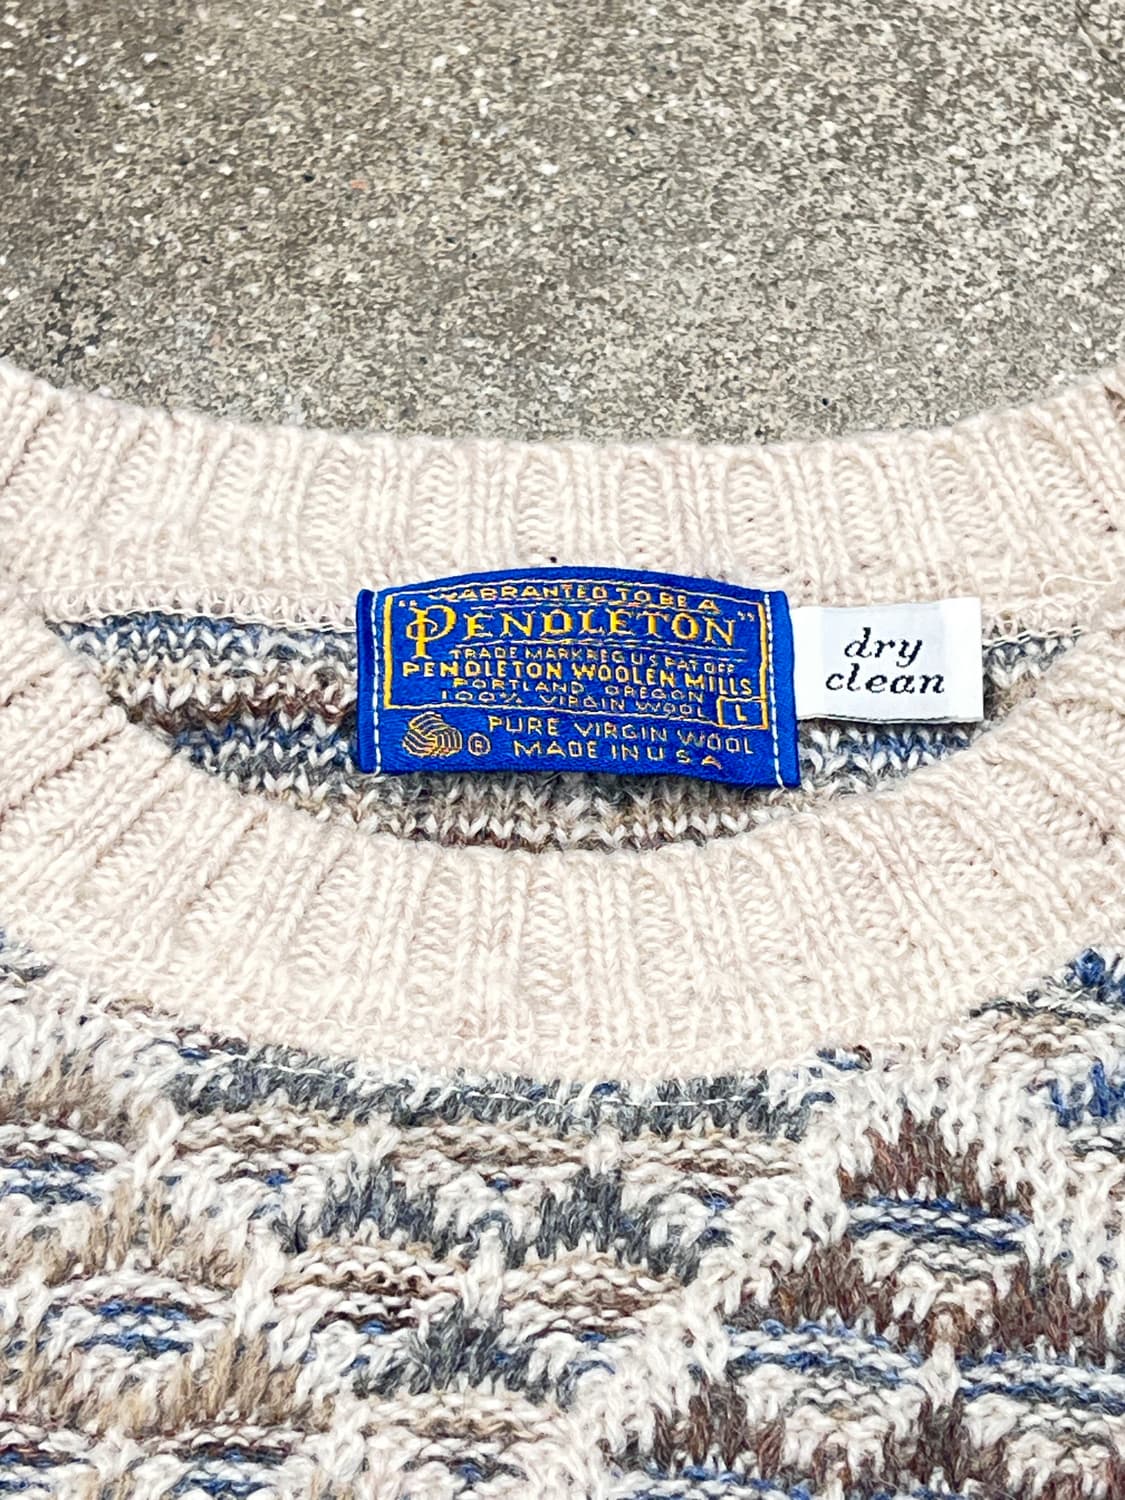 WARRANTED TO BE A
"PENDLETON"
TRADE MARK REG U S PAT OFF
PENDLETON WOOLEN MILLS
PORTLAND, OREGON
100% VIRGIN WOOL L
PURE VIRGIN WOOL
® MADE IN U S A
dry
clean